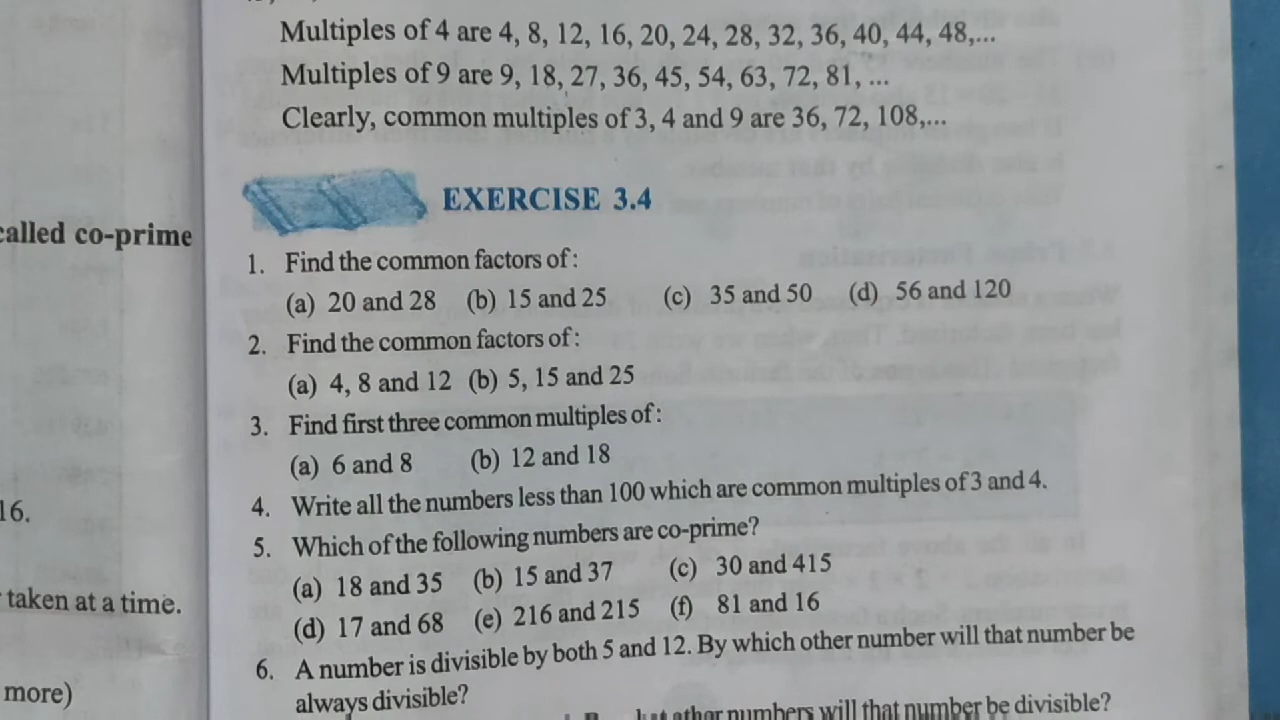 Multiples of 4 are 4, 8, 12, 16, 20, 24, 28, 32, 36, 40, 44, 48,...
Multiples of 9 are 9, 18, 27, 36, 45, 54, 63, 72, 81, ...
Clearly, common multiples of 3, 4 and 9 are 36, 72, 108,...
EXERCISE 3.4
called co-prime
1. Find the common factors of :
(a) 20 and 28 (b) 15 and 25 (c) 35 and 50 (d) 56 and 120
2. Find the common factors of :
(a) 4, 8 and 12 (b) 5, 15 and 25
3. Find first three common multiples of :
(a) 6 and 8 (b) 12 and 18
4. Write all the numbers less than 100 which are common multiples of 3 and 4.
16.
5. Which of the following numbers are co-prime?
(a) 18 and 35 (b) 15 and 37 (c) 30 and 415
taken at a time.
(d) 17 and 68 (e) 216 and 215 (f) 81 and 16
6. A number is divisible by both 5 and 12. By which other number will that number be
always divisible?
more)
other numbers will that number be divisible?